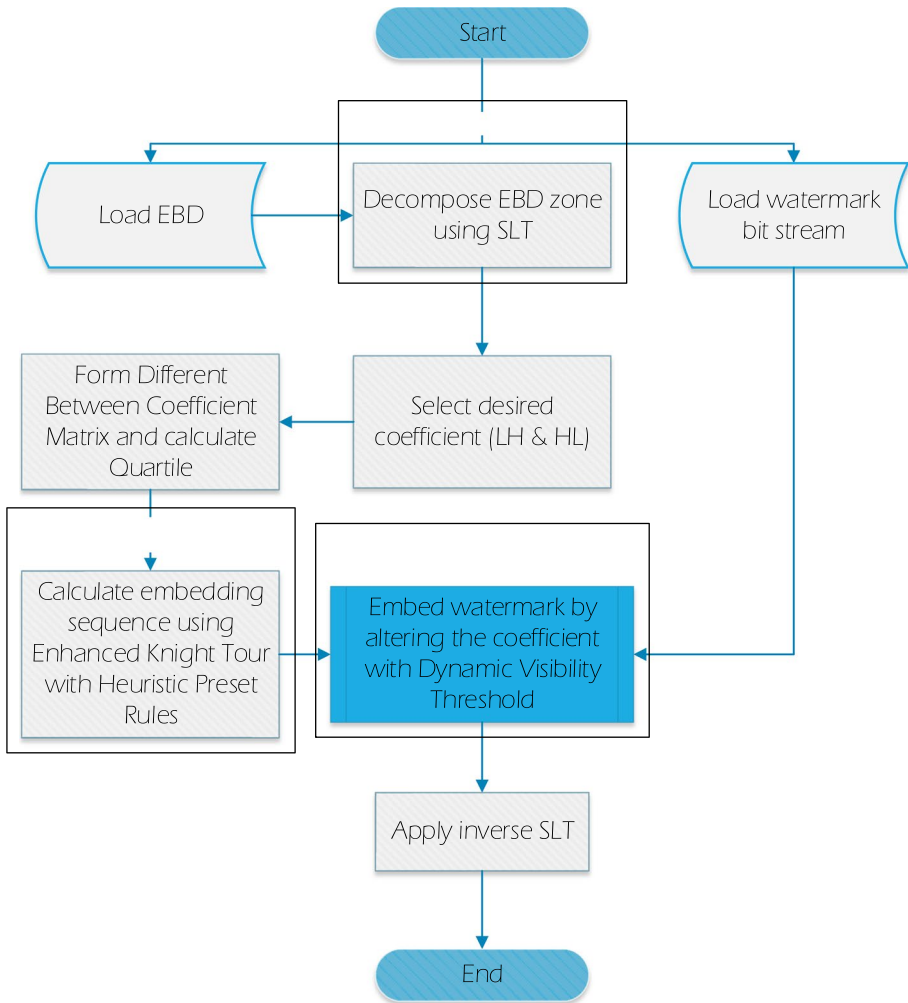 Start
Load EBD
Decompose EBD zone
using SLT
Load watermark
bit stream
Form Different
Between Coefficient
Matrix and calculate
Quartile
Select desired
coefficient (LH & HL)
Calculate embedding
sequence using
Enhanced Knight Tour
with Heuristic Preset
Rules
Embed watermark by
altering the coefficient
with Dynamic Visibility
Threshold
Apply inverse SLT
End